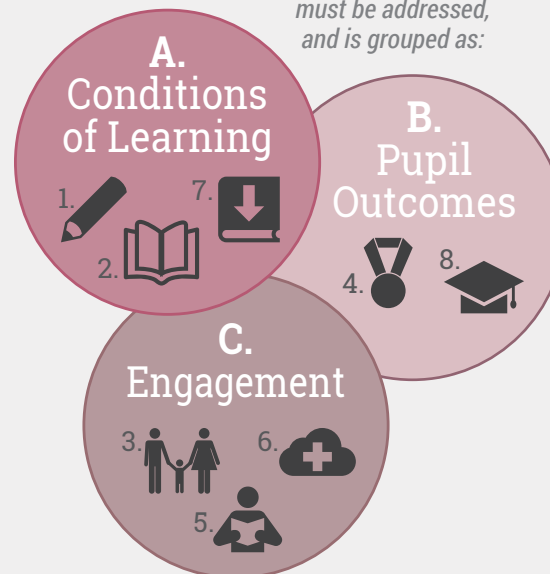 must be addressed,
and is grouped as:
A.
Conditions
of Learning
1.
7.
2.
B.
Pupil
Outcomes
4.
8.
C.
Engagement
3.
6.
5.